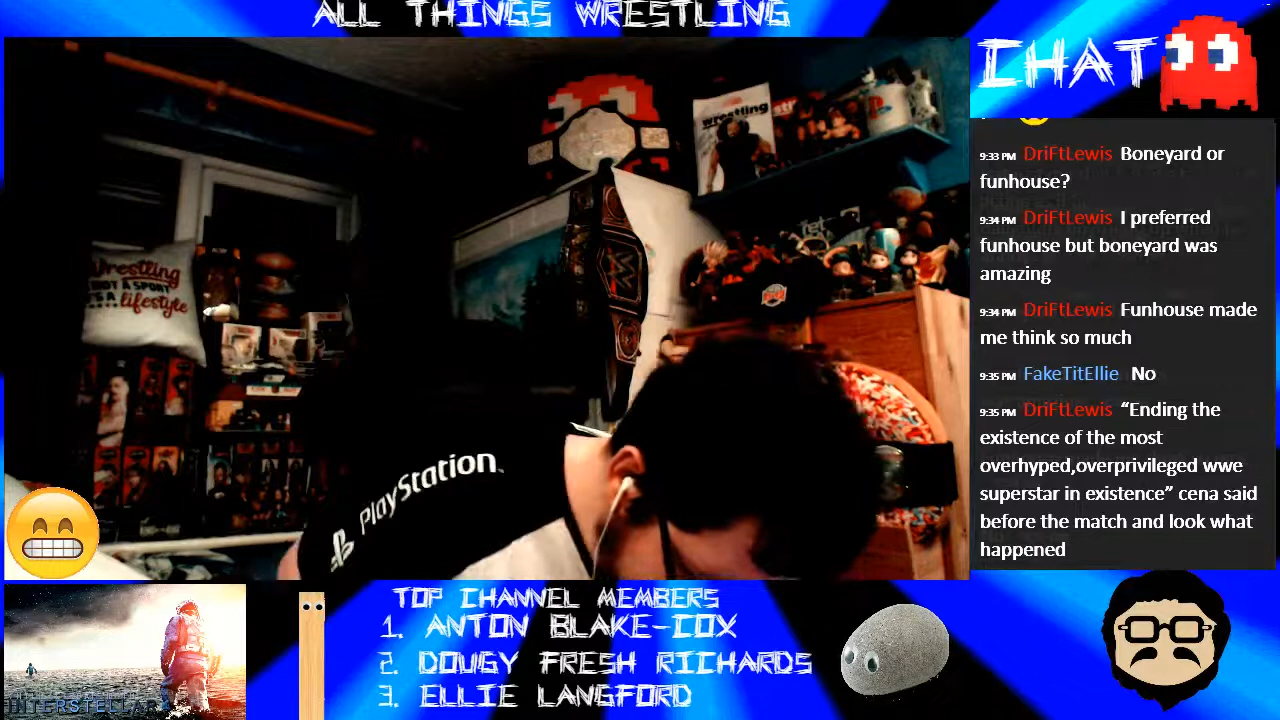 ALL THINGS WRESTLING
CHAT
wrestling
Wrestling
NOT A SPORT
IT'S A lifestyle
PlayStation
9:33 PM DriFtLewis Boneyard or
funhouse?
9:34 PM DriFtLewis I preferred
funhouse but boneyard was
amazing
9:34 PM DriFtLewis Funhouse made
me think so much
9:35 PM FakeTitEllie No
9:35 PM DriFtLewis “Ending the
existence of the most
overhyped,overprivileged wwe
superstar in existence” cena said
before the match and look what
happened
INTERSTELLAR
TOP CHANNEL MEMBERS
1. ANTON BLAKE-COX
2. DOUGY FRESH RICHARDS
3. ELLIE LANGFORD